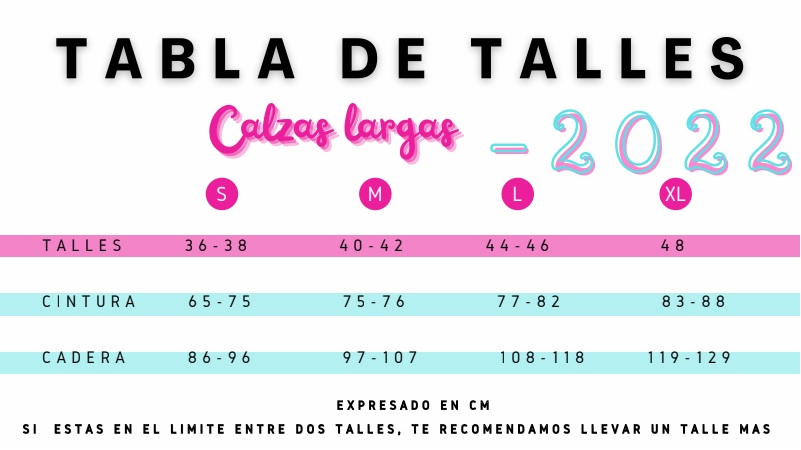 TABLA DE TALLES
Calzas largas - 2022
S M L XL
TALLES 36-38 40-42 44-46 48
CINTURA 65-75 75-76 77-82 83-88
CADERA 86-96 97-107 108-118 119-129
EXPRESADO EN CM
SI ESTAS EN EL LIMITE ENTRE DOS TALLES, TE RECOMENDAMOS LLEVAR UN TALLE MAS